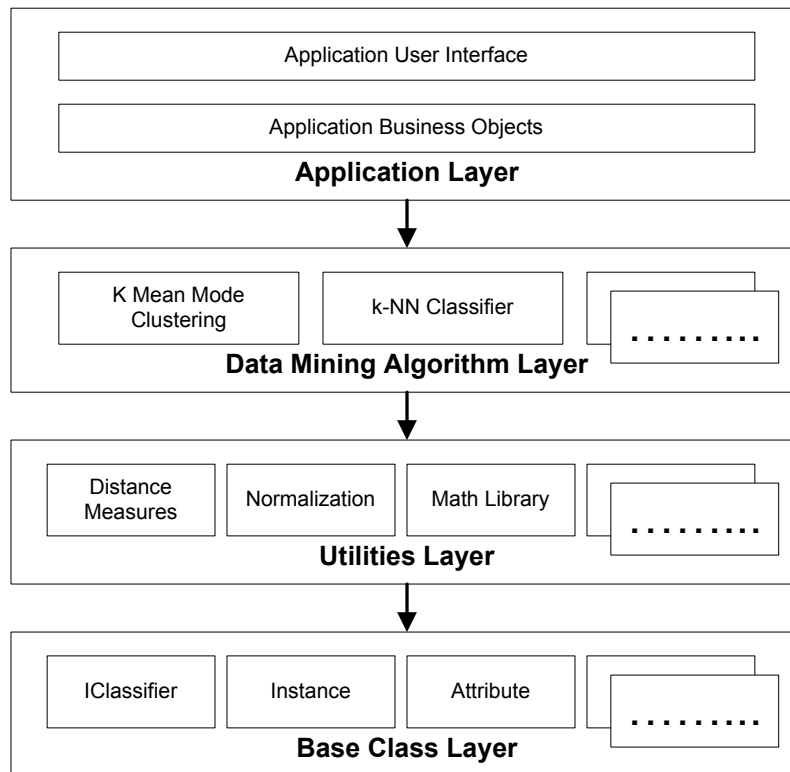 Application User Interface
Application Business Objects
Application Layer
K Mean Mode
Clustering
k-NN Classifier
.........
Data Mining Algorithm Layer
Distance
Measures
Normalization
Math Library
.........
Utilities Layer
IClassifier
Instance
Attribute
.........
Base Class Layer